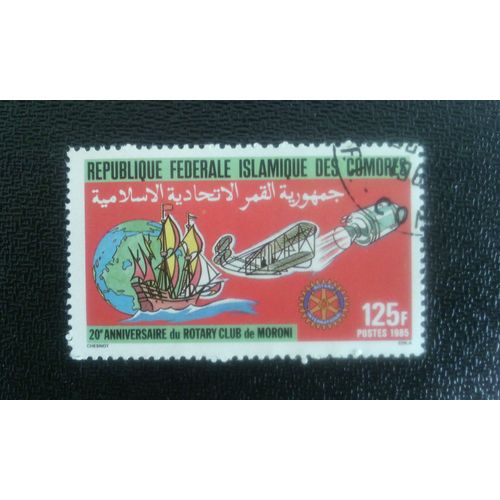 REPUBLIQUE FEDERALE ISLAMIQUE DES COMORES
جمهورية القمر الاتحادية الاسلامية
20e ANNIVERSAIRE du ROTARY CLUB de MORONI
125F
POSTES 1985
CHESNOT